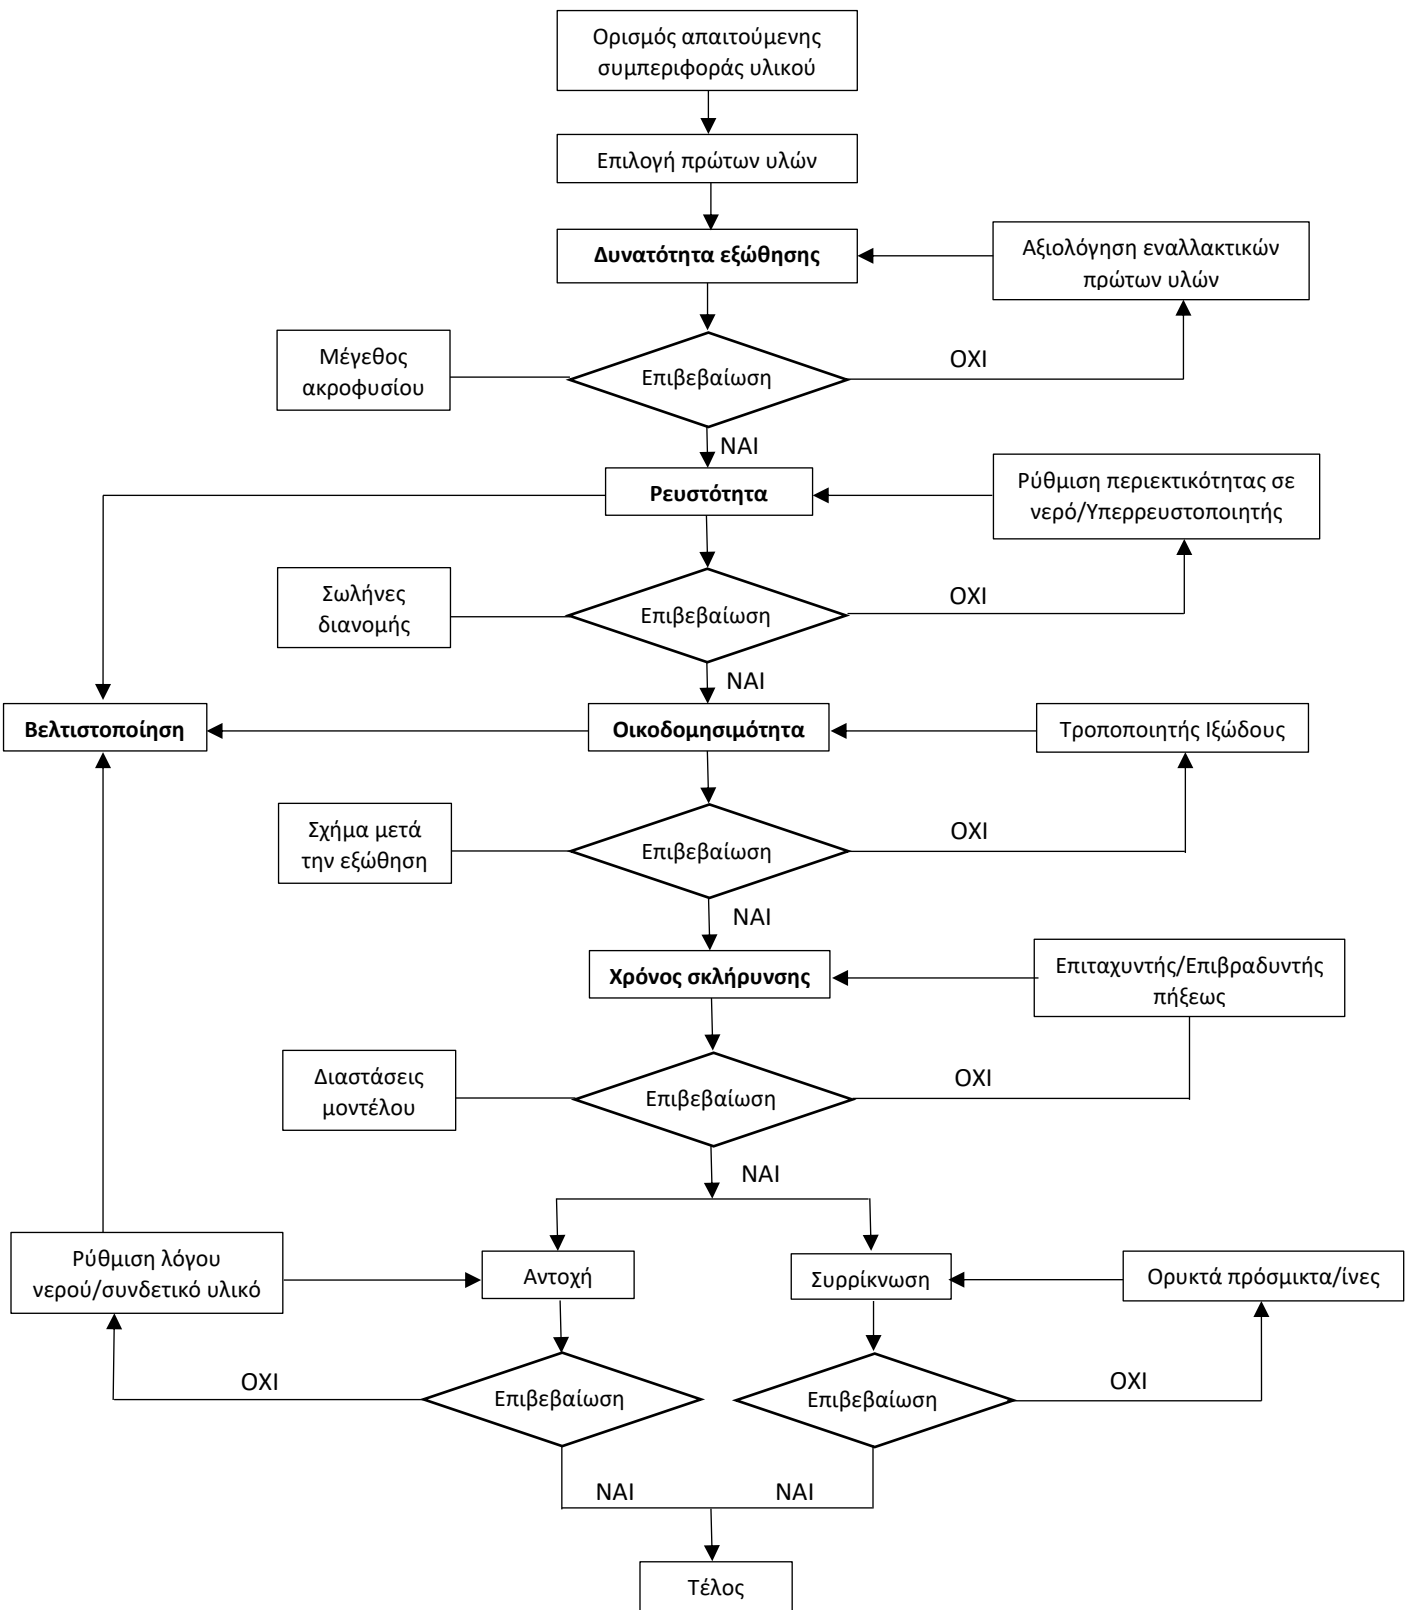 Ορισμός απαιτούμενης
συμπεριφοράς υλικού
Επιλογή πρώτων υλών
Δυνατότητα εξώθησης
Αξιολόγηση εναλλακτικών
πρώτων υλών
Μέγεθος
ακροφυσίου
Επιβεβαίωση
ΟΧΙ
ΝΑΙ
Ρευστότητα
Ρύθμιση περιεκτικότητας σε
νερό/Υπερρευστοποιητής
Σωλήνες
διανομής
Επιβεβαίωση
ΟΧΙ
ΝΑΙ
Βελτιστοποίηση
Οικοδομησιμότητα
Τροποποιητής Ιξώδους
Σχήμα μετά
την εξώθηση
Επιβεβαίωση
ΟΧΙ
ΝΑΙ
Χρόνος σκλήρυνσης
Επιταχυντής/Επιβραδυντής
πήξεως
Διαστάσεις
μοντέλου
Επιβεβαίωση
ΟΧΙ
ΝΑΙ
Ρύθμιση λόγου
νερού/συνδετικό υλικό
Αντοχή
Συρρίκνωση
Ορυκτά πρόσμικτα/ίνες
ΟΧΙ
Επιβεβαίωση
Επιβεβαίωση
ΟΧΙ
ΝΑΙ
ΝΑΙ
Τέλος